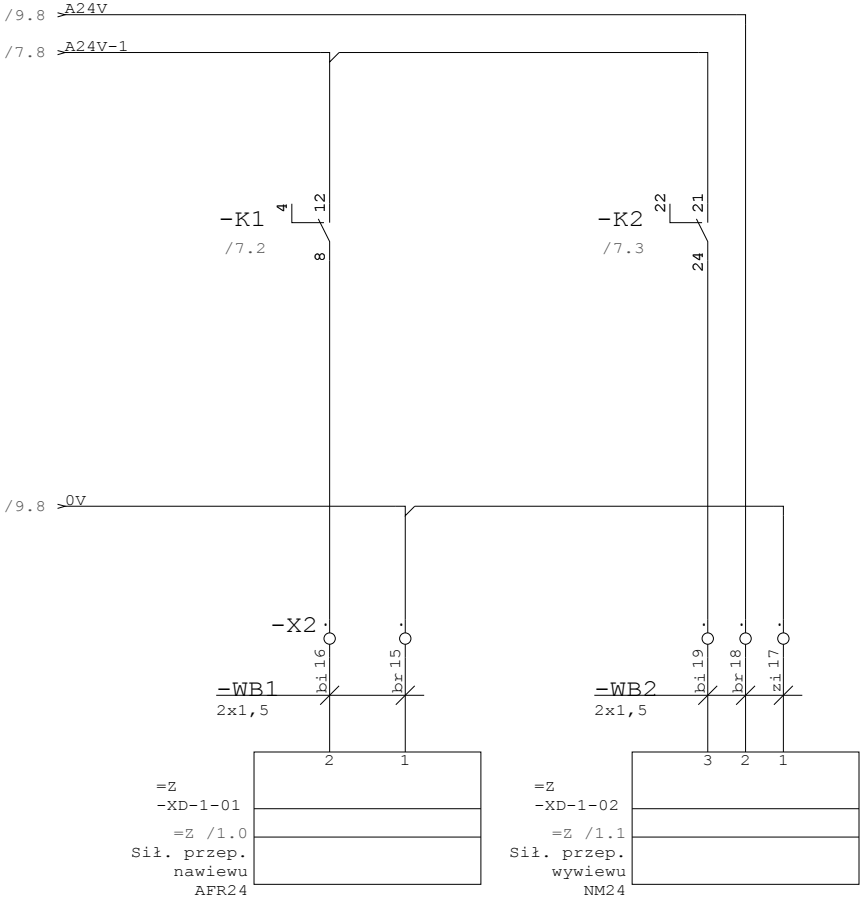 /9.8 A24V
/7.8 A24V-1
4 12
22 21
-K1
-K2
/7.2
/7.3
8
24
/9.8 0V
-X2
bi 16
br 15
bi 19
br 18
zi 17
-WB1
-WB2
2x1,5
2x1,5
2 1
3 2 1
=Z
-XD-1-01
=Z /1.0
Sił. przep.
nawiewu
AFR24
=Z
-XD-1-02
=Z /1.1
Sił. przep.
wywiewu
NM24